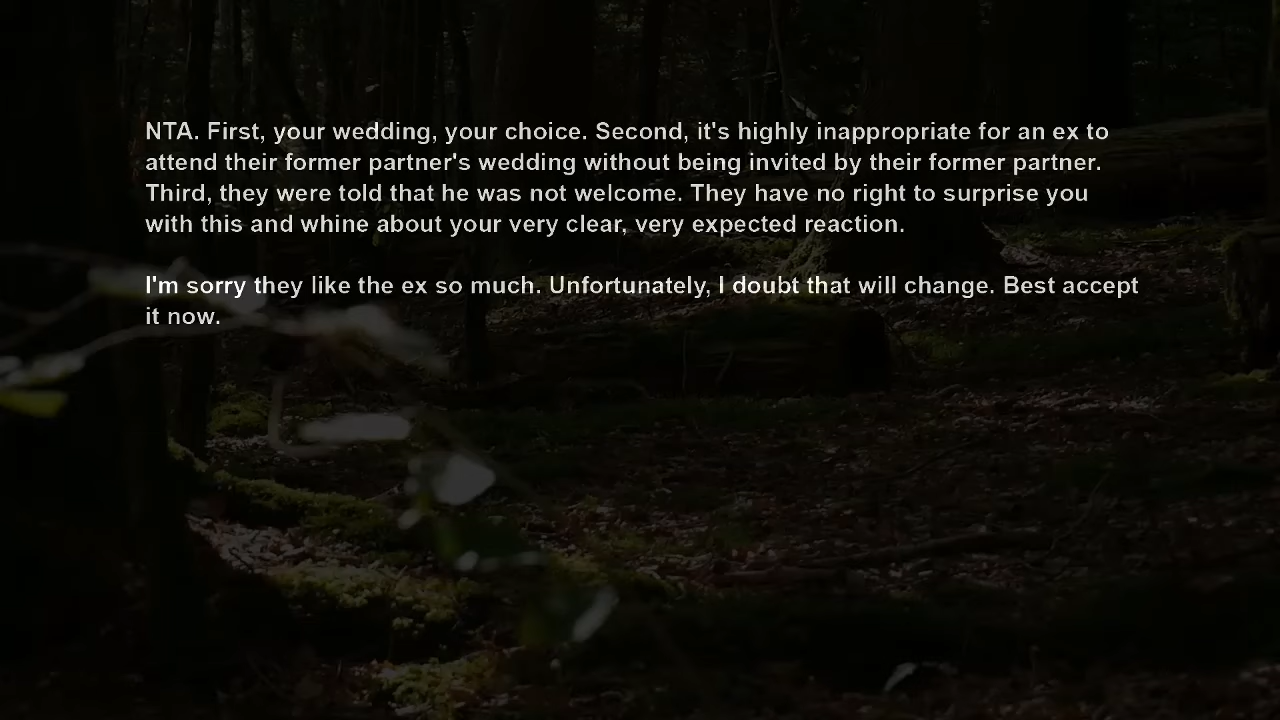 NTA. First, your wedding, your choice. Second, it's highly inappropriate for an ex to
attend their former partner's wedding without being invited by their former partner.
Third, they were told that he was not welcome. They have no right to surprise you
with this and whine about your very clear, very expected reaction.
I'm sorry they like the ex so much. Unfortunately, I doubt that will change. Best accept
it now.